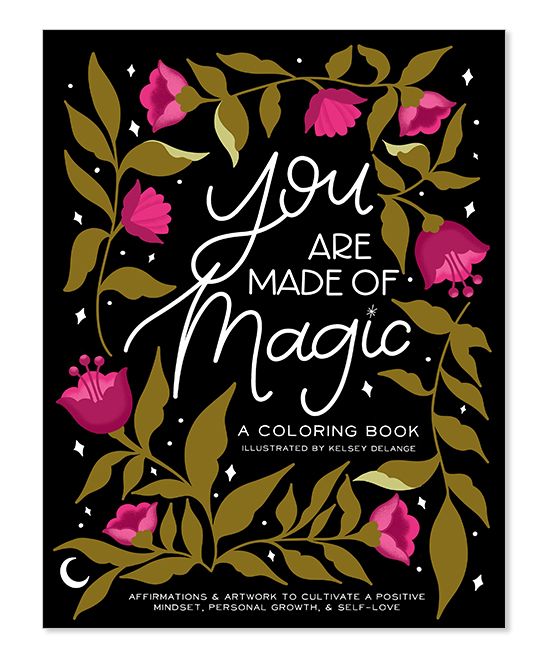 you
ARE
MADE OF
Magic
A COLORING BOOK
ILLUSTRATED BY KELSEY DELANGE
AFFIRMATIONS & ARTWORK TO CULTIVATE A POSITIVE
MINDSET, PERSONAL GROWTH, & SELF-LOVE